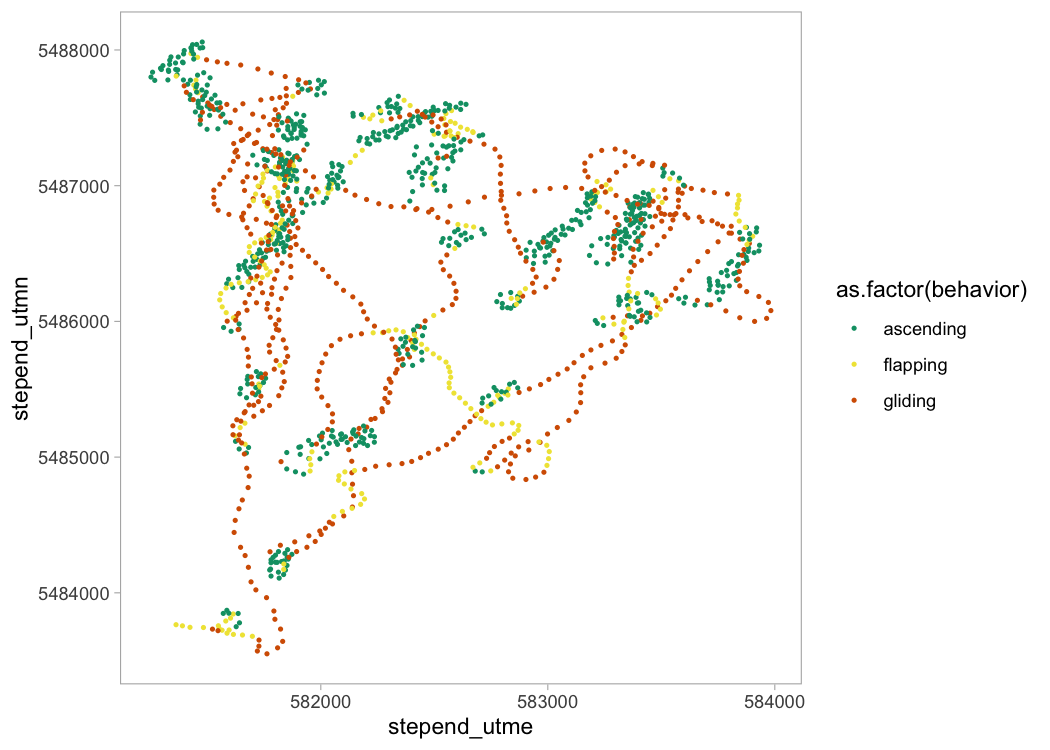 5488000
5487000
5486000
5485000
5484000
stepend_utmn
582000
583000
584000
stepend_utme
as.factor(behavior)
ascending
flapping
gliding